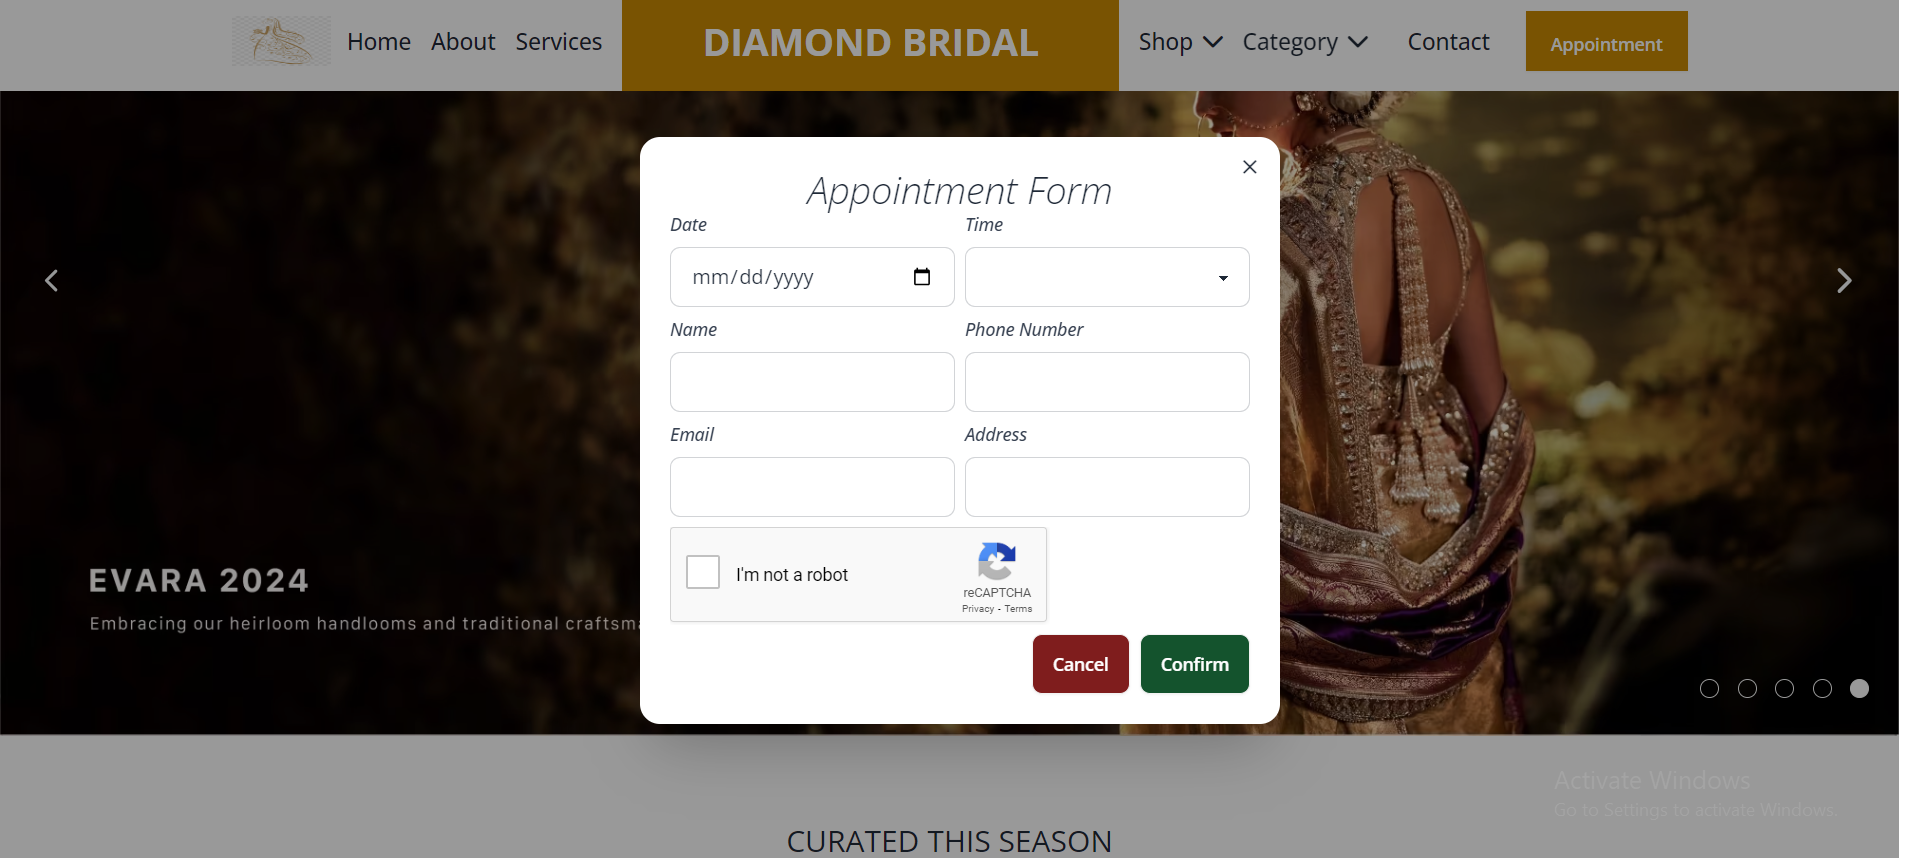 Home About Services DIAMOND BRIDAL Shop Category Contact Appointment
Appointment Form
Date Time
mm/dd/yyyy
Name Phone Number
Email Address
I'm not a robot
reCAPTCHA
Privacy - Terms
Cancel Confirm
EVARA 2024
Embracing our heirloom handlooms and traditional
Activate Windows
Go to Settings to activate Windows.
CURATED THIS SEASON